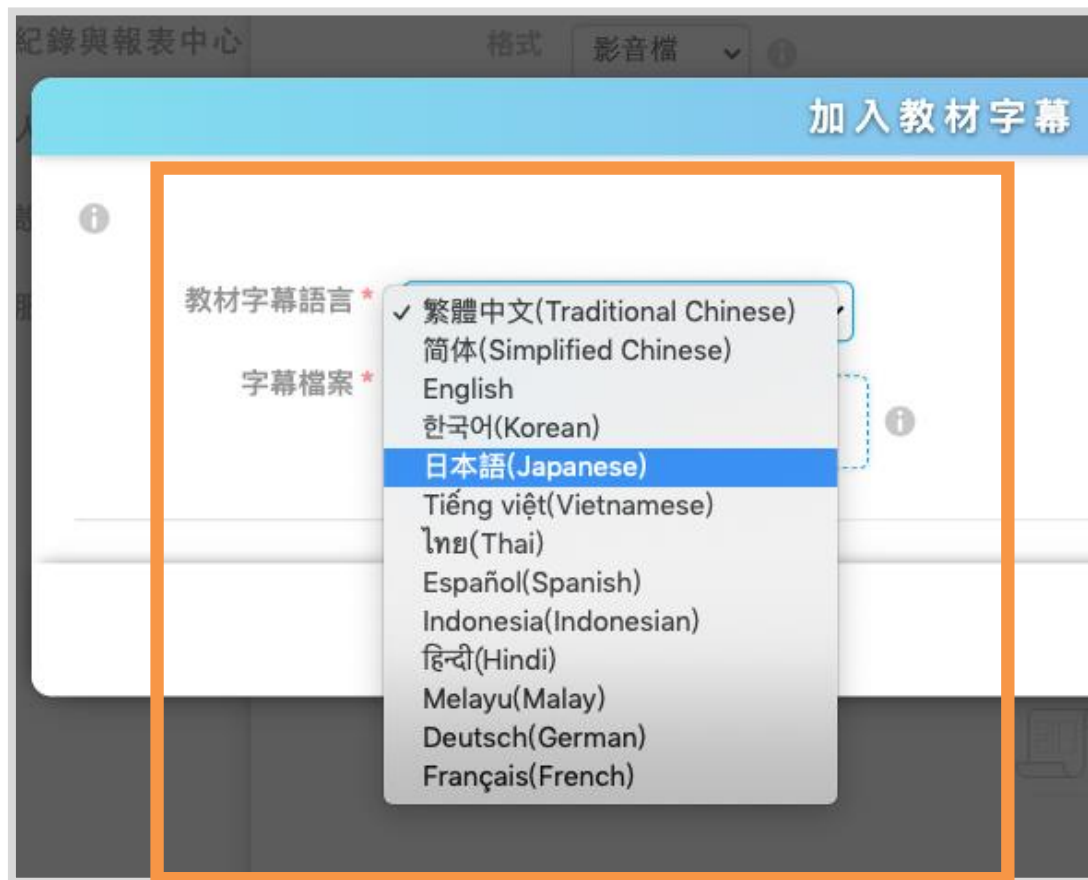 紀錄與報表中心
格式 影音檔
加入教材字幕
教材字幕語言 *
✓ 繁體中文(Traditional Chinese)
简体(Simplified Chinese)
字幕檔案 *
English
한국어(Korean)
日本語(Japanese)
Tiếng việt(Vietnamese)
ไทย(Thai)
Español(Spanish)
Indonesia(Indonesian)
हिन्दी(Hindi)
Melayu(Malay)
Deutsch(German)
Français(French)